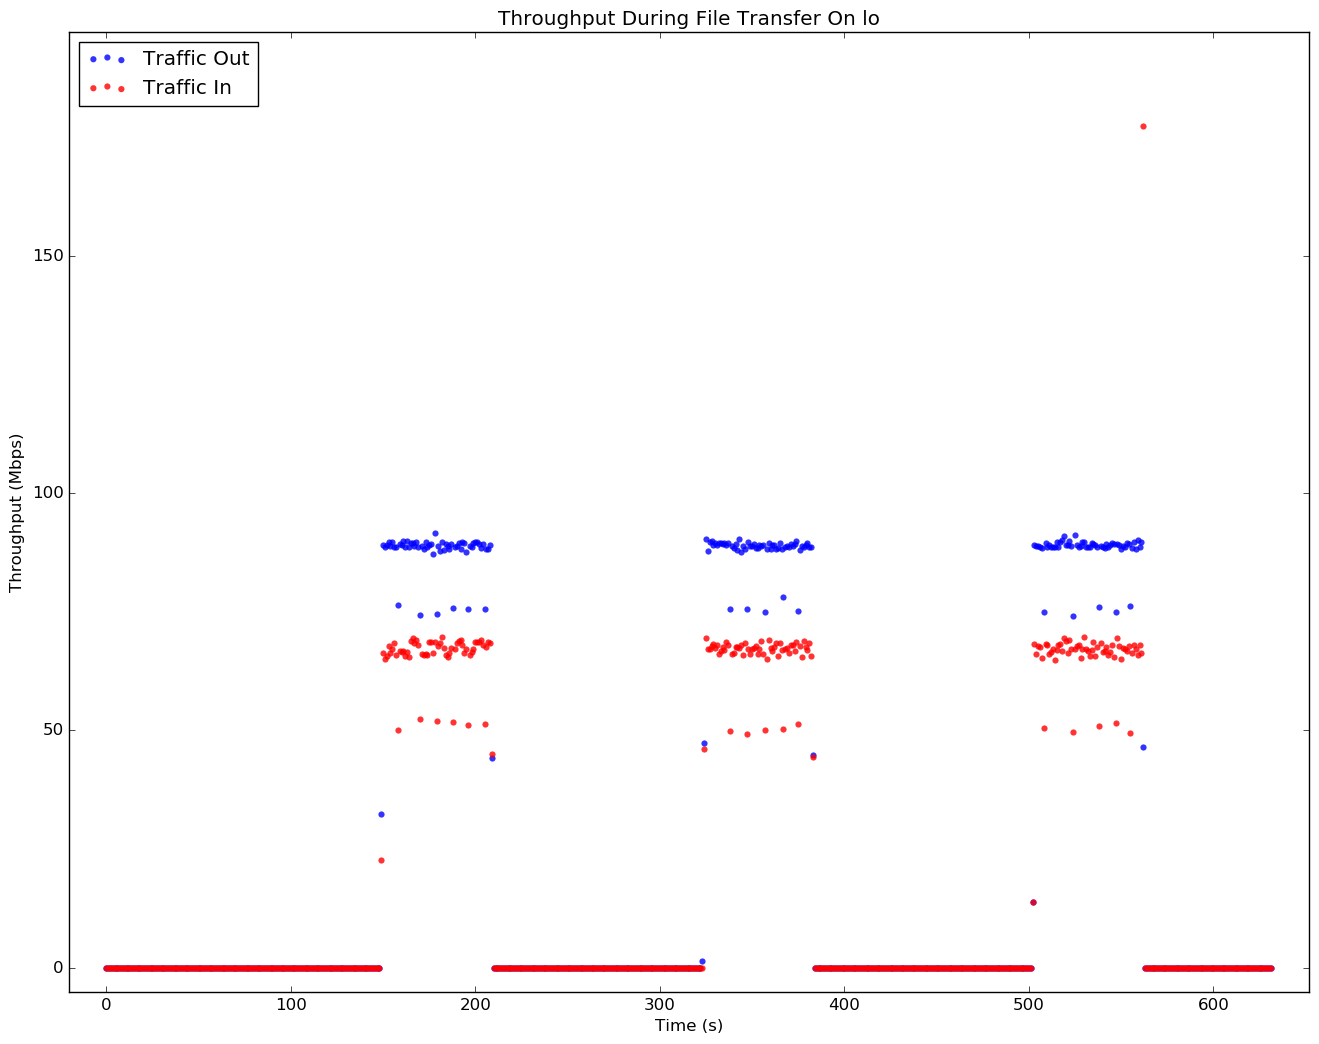 Throughput During File Transfer On lo
Traffic Out
Traffic In
Throughput (Mbps)
150
100
50
0
0 100 200 300 400 500 600
Time (s)